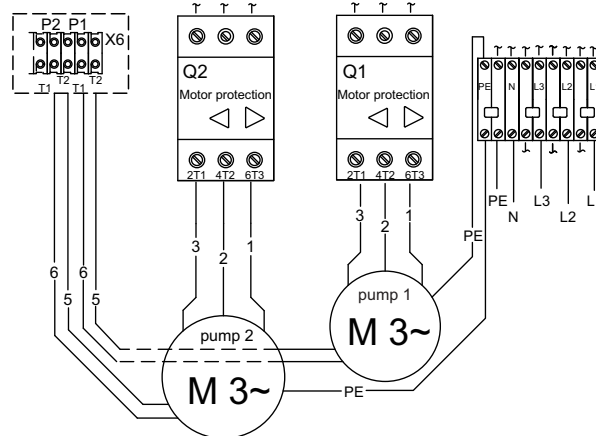 P2 P1
X6
T2 T2
T1 T1
Q2
Motor protection
2T1 4T2 6T3
Q1
Motor protection
2T1 4T2 6T3
PE N L3 L2 L
PE
N
L3
L2
L
3
2
1
3
2
1
PE
6
5
6
5
pump 1
M 3~
pump 2
M 3~
PE